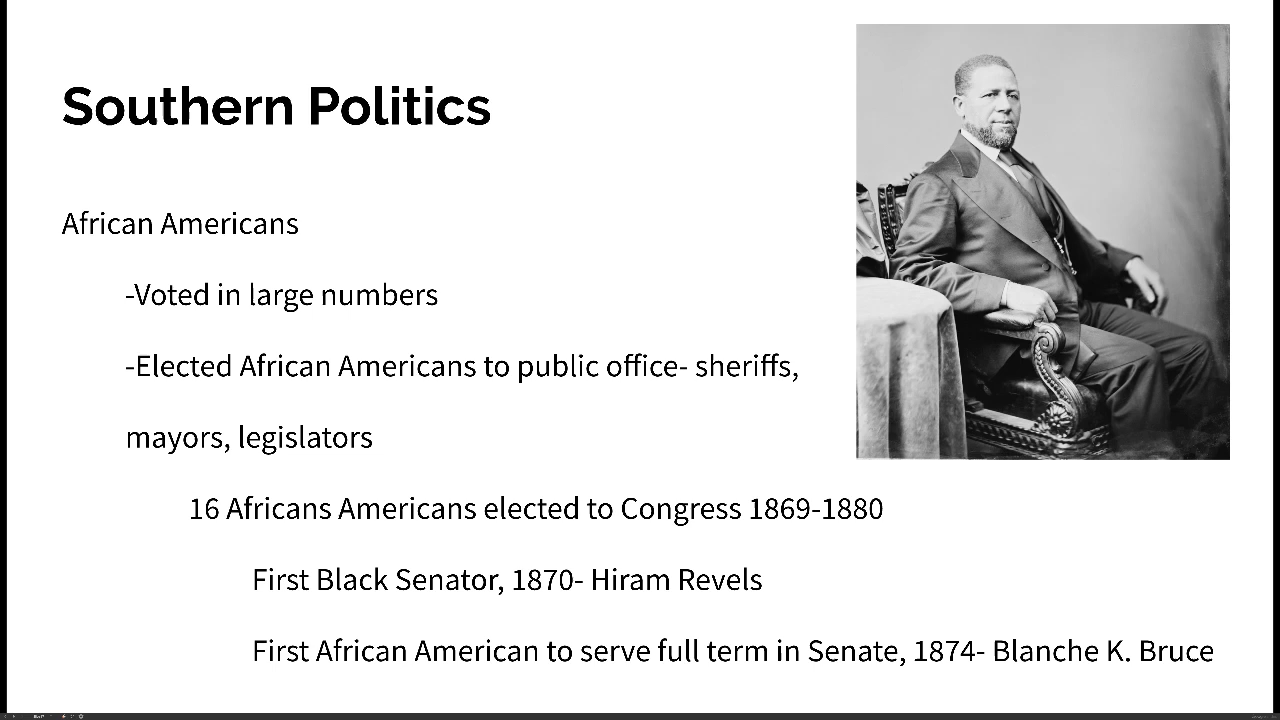 Southern Politics
African Americans
-Voted in large numbers
-Elected African Americans to public office- sheriffs,
mayors, legislators
16 Africans Americans elected to Congress 1869-1880
First Black Senator, 1870- Hiram Revels
First African American to serve full term in Senate, 1874- Blanche K. Bruce